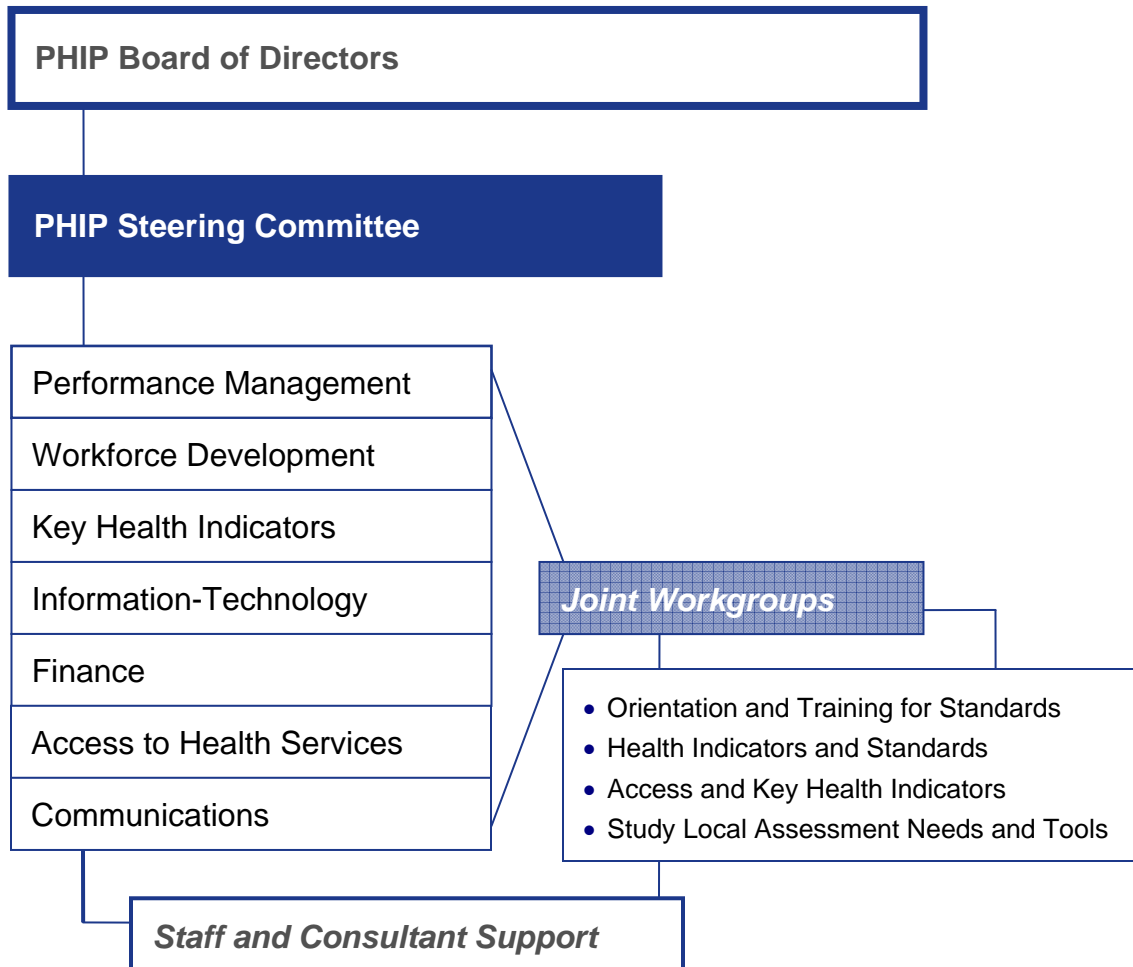 PHIP Board of Directors
PHIP Steering Committee
Performance Management
Workforce Development
Key Health Indicators
Information-Technology
Finance
Access to Health Services
Communications
Joint Workgroups
• Orientation and Training for Standards
• Health Indicators and Standards
• Access and Key Health Indicators
• Study Local Assessment Needs and Tools
Staff and Consultant Support